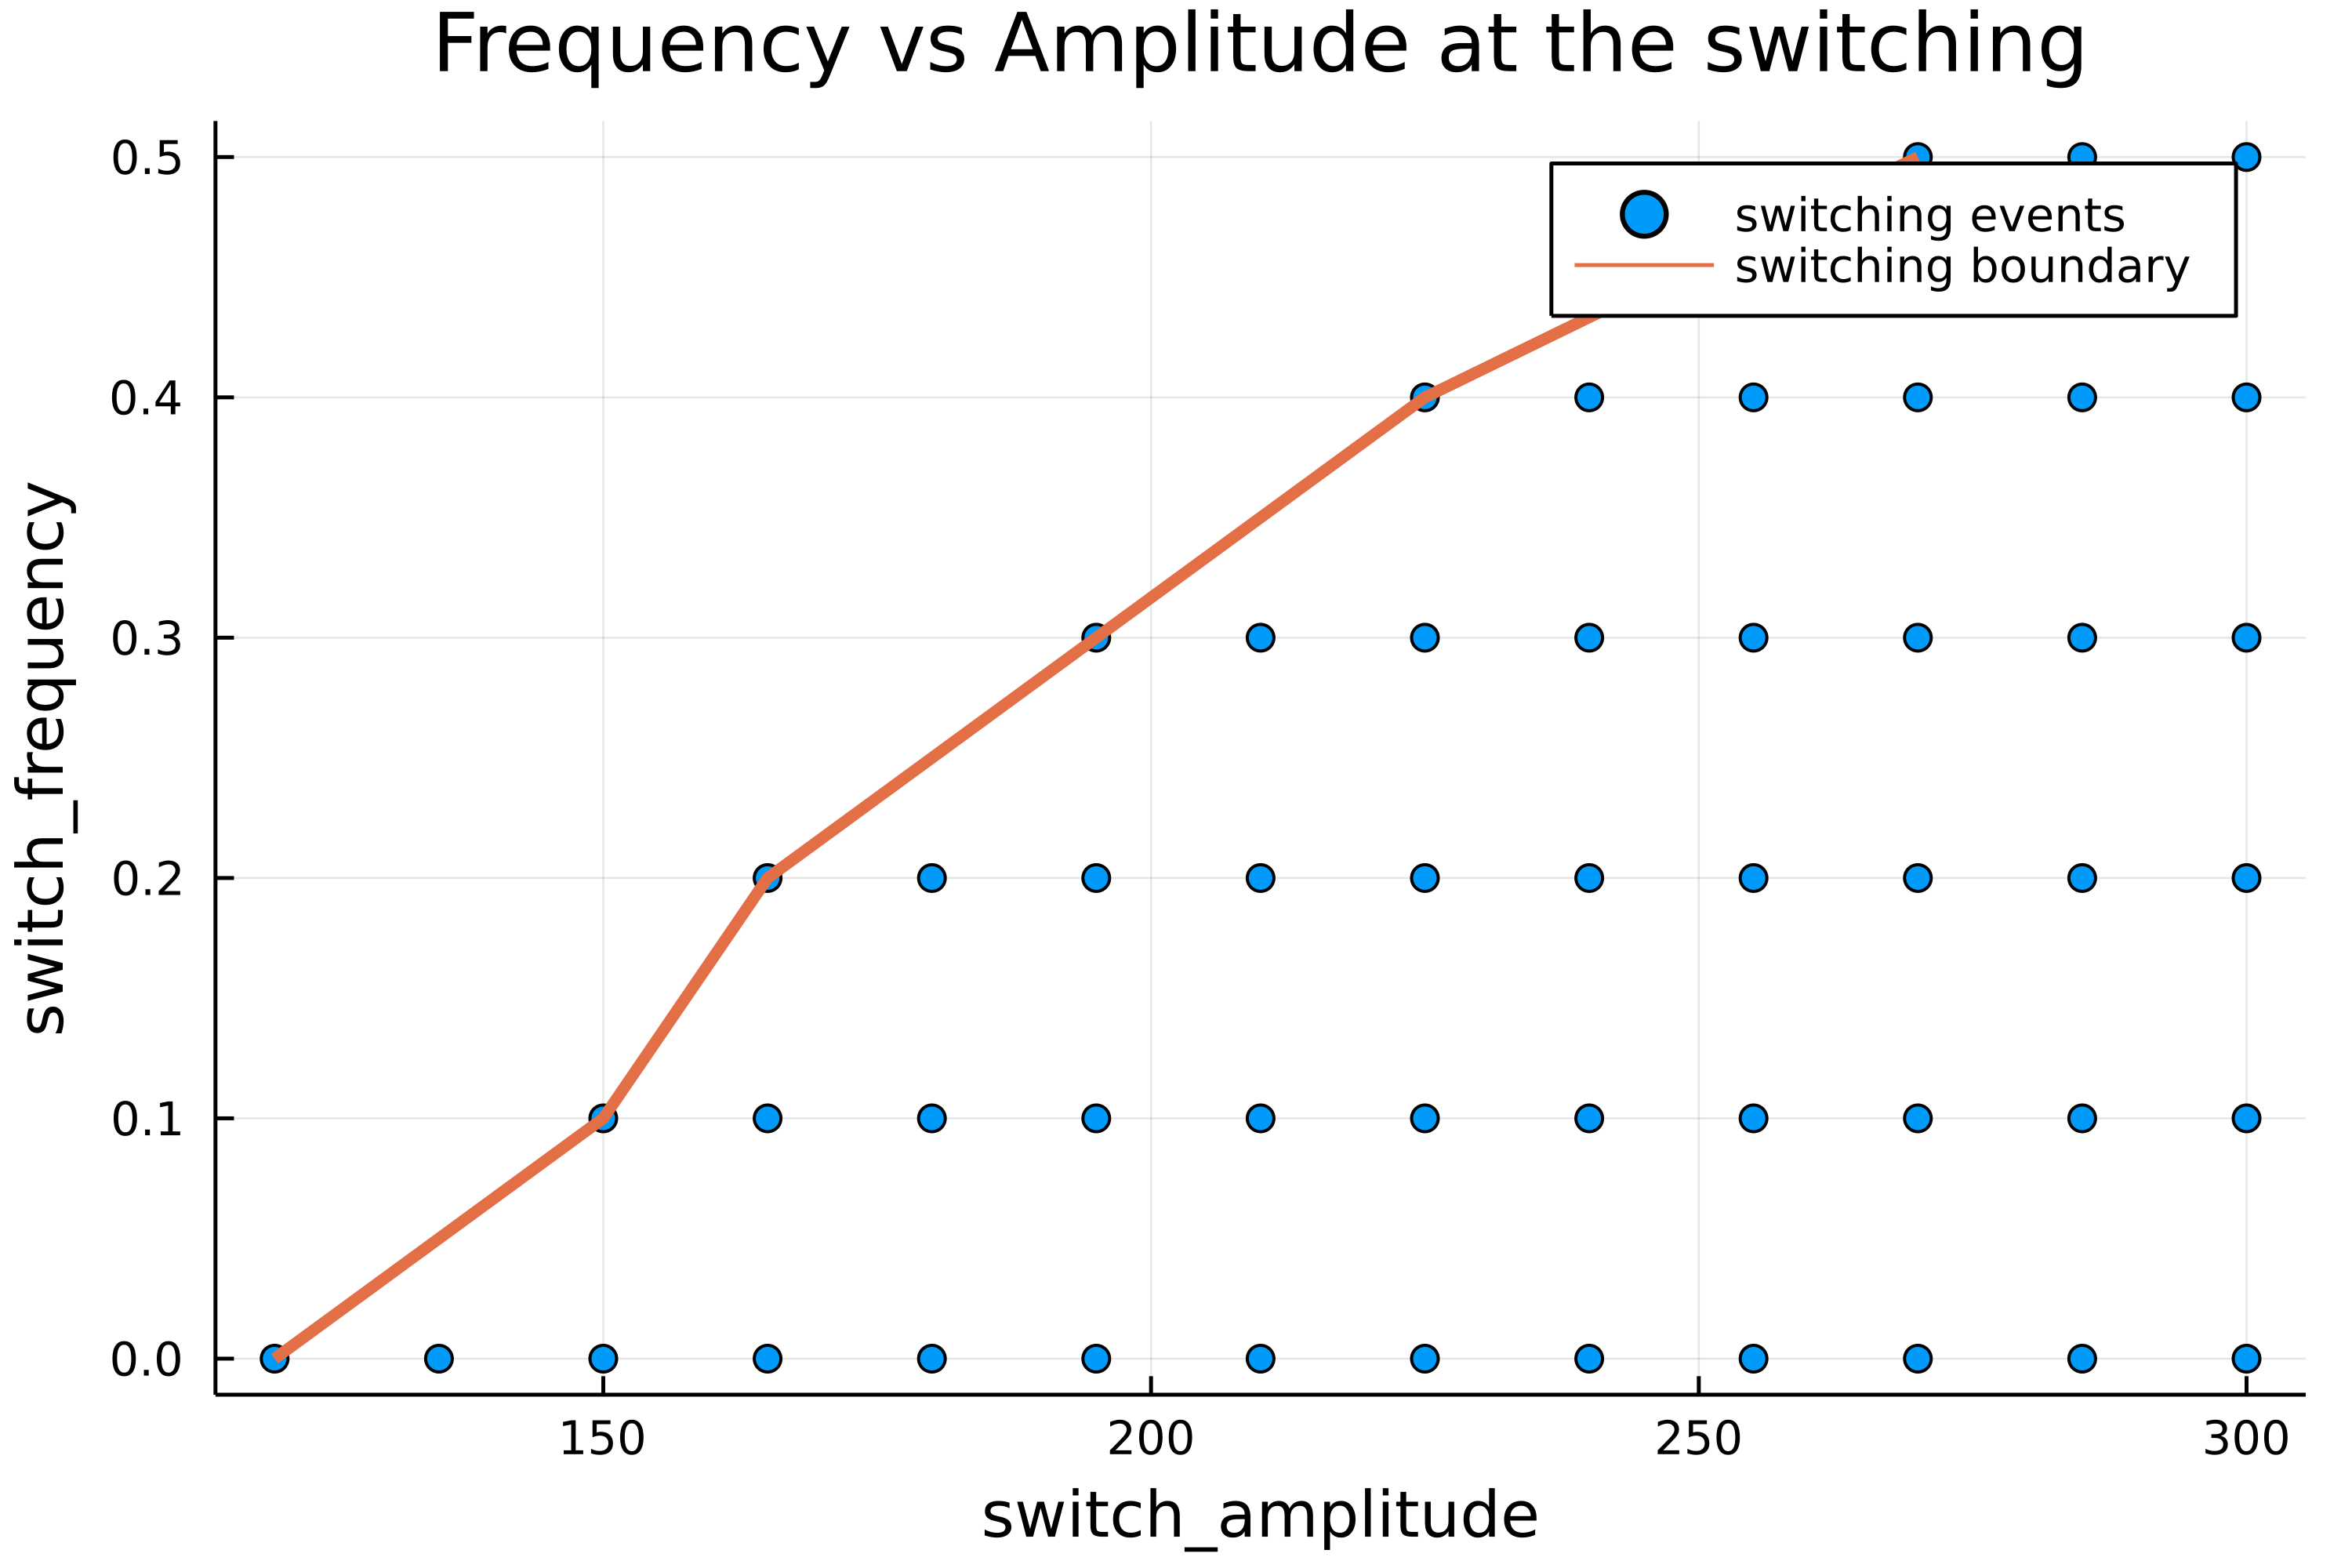 Frequency vs Amplitude at the switching
switching events
switching boundary
switch_frequency
0.5
0.4
0.3
0.2
0.1
0.0
150
200
250
300
switch_amplitude